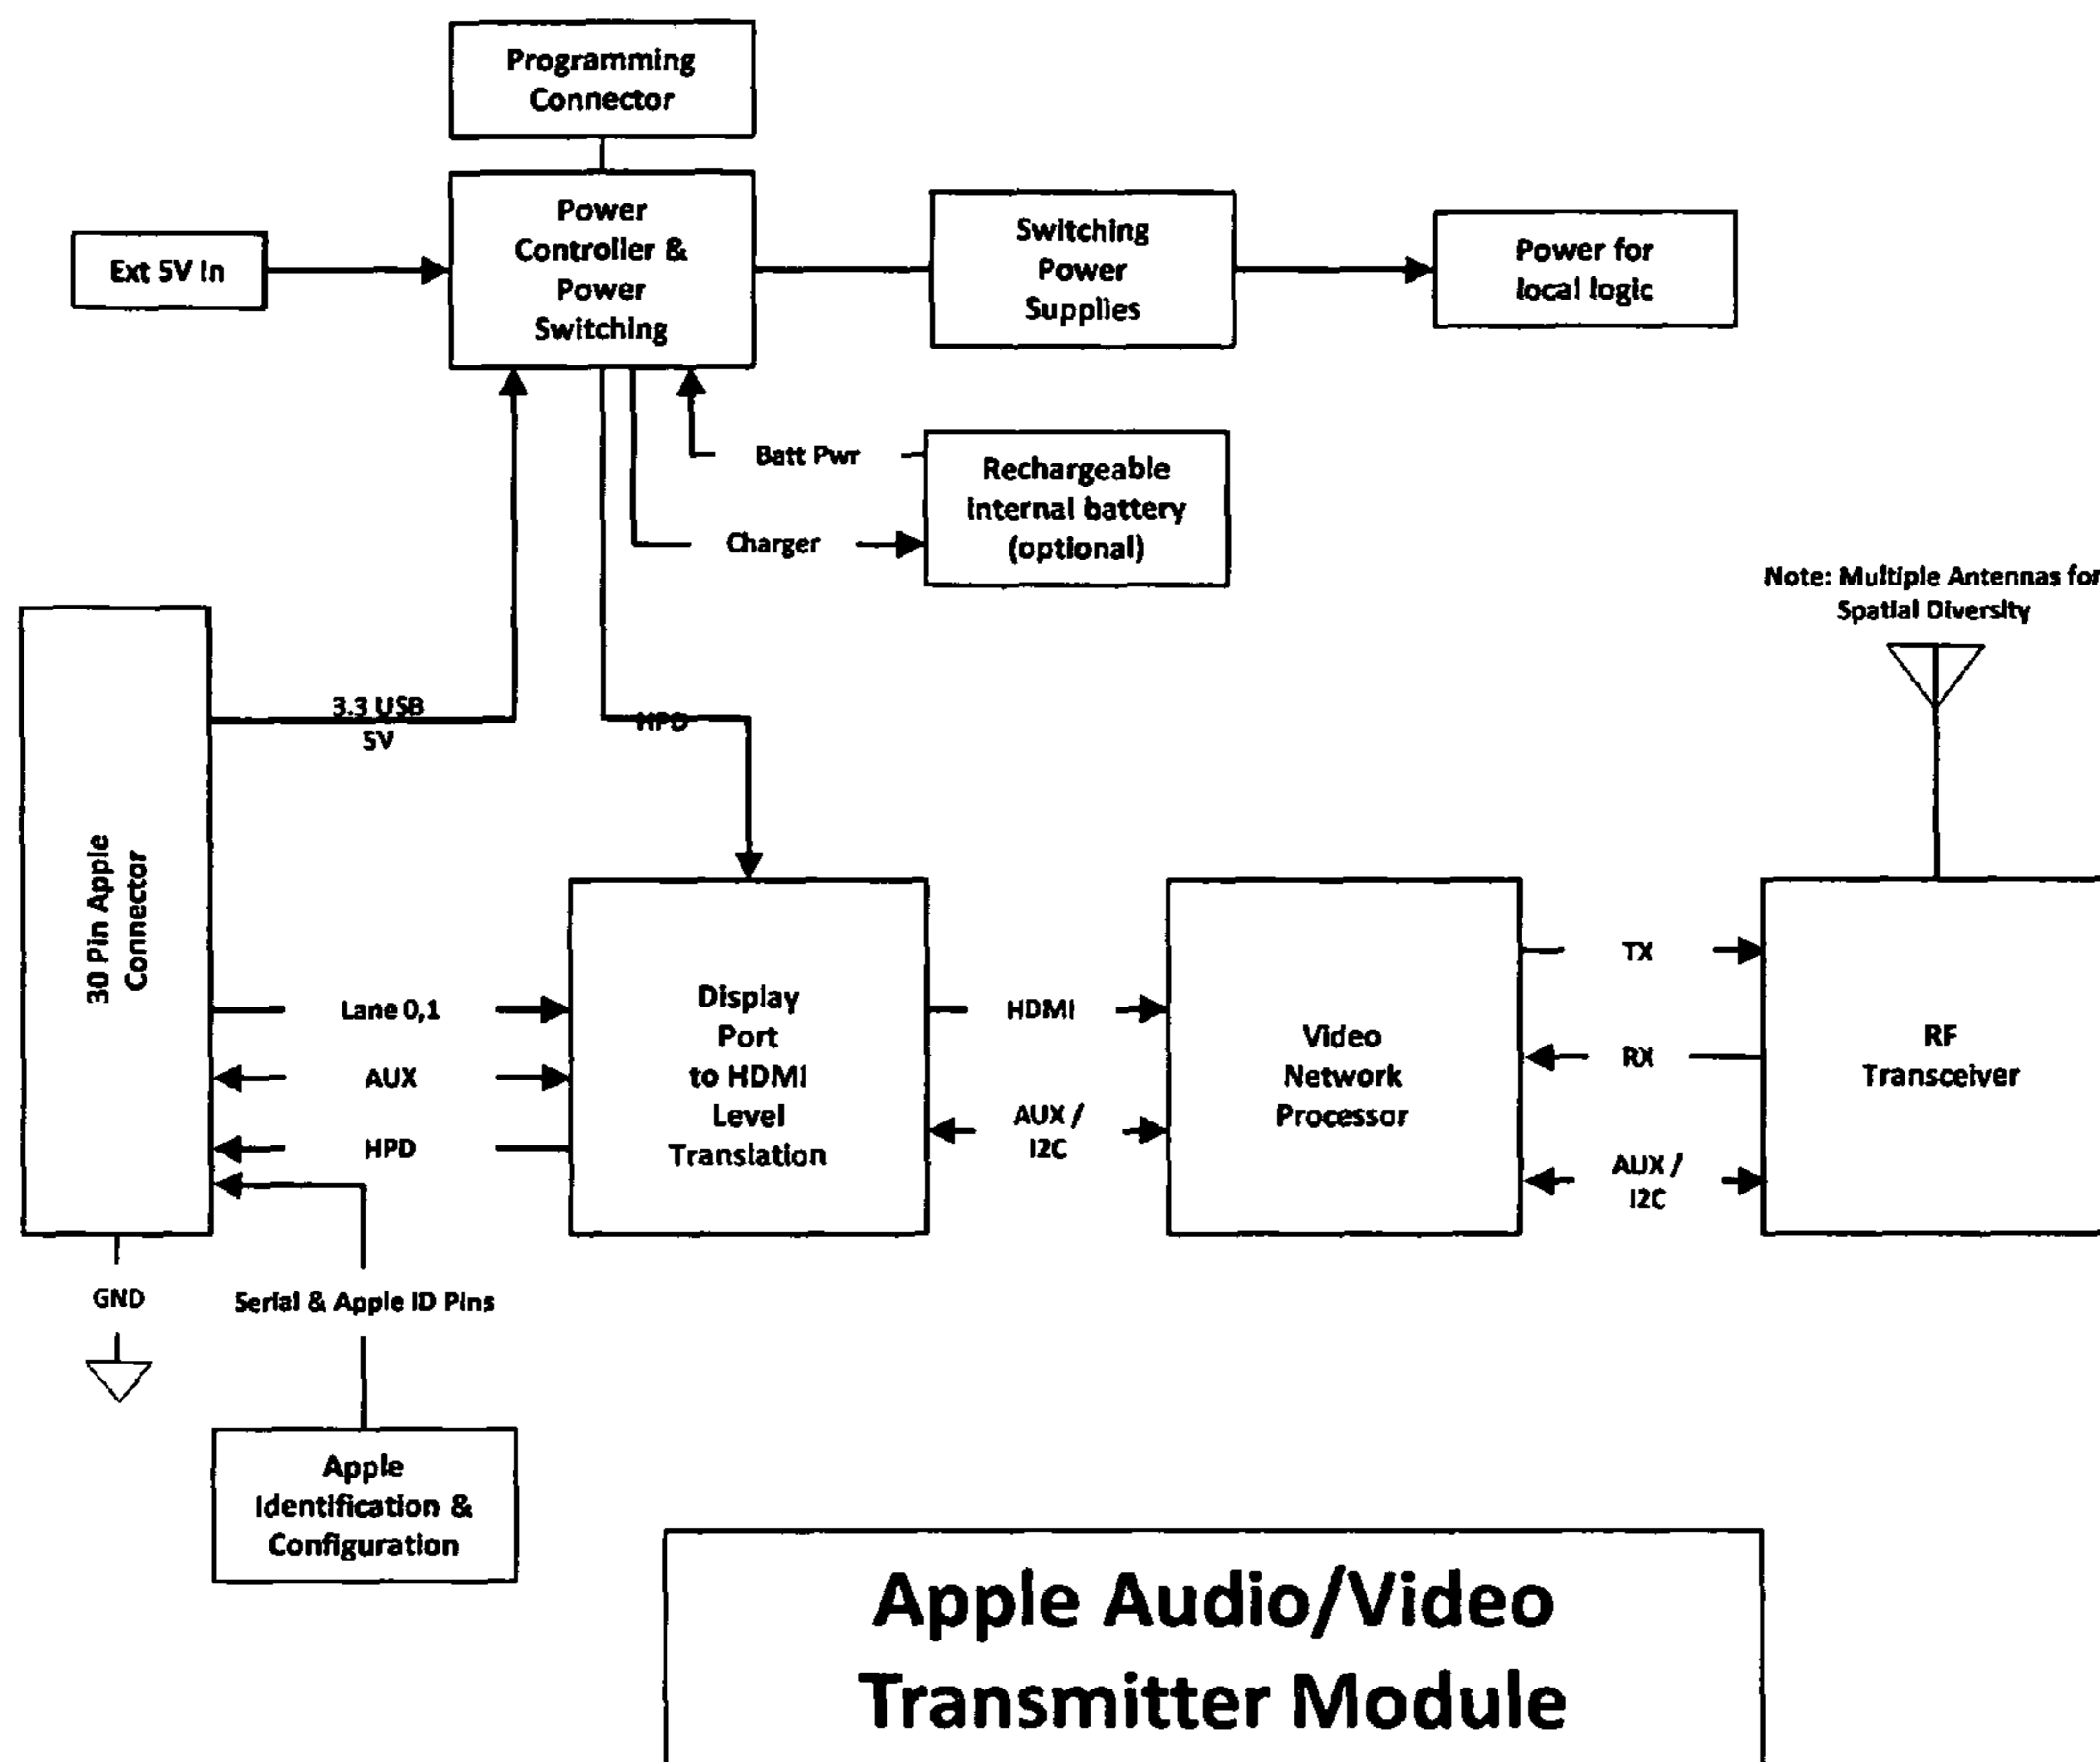 Programming
Connector
Power
Controller &
Power
Switching
Ext 5V In
Switching
Power
Supplies
Power for
local logic
Batt Pwr
Rechargeable
internal battery
(optional)
Charger
Note: Multiple Antennas for
Spatial Diversity
3.3 USB
5V
HPD
30 Pin Apple
Connector
Lane 0,1
AUX
HPD
Display
Port
to HDMI
Level
Translation
HDMI
AUX /
I2C
Video
Network
Processor
TX
RX
AUX /
I2C
RF
Transceiver
GND
Serial & Apple ID Pins
Apple
Identification &
Configuration
Apple Audio/Video
Transmitter Module